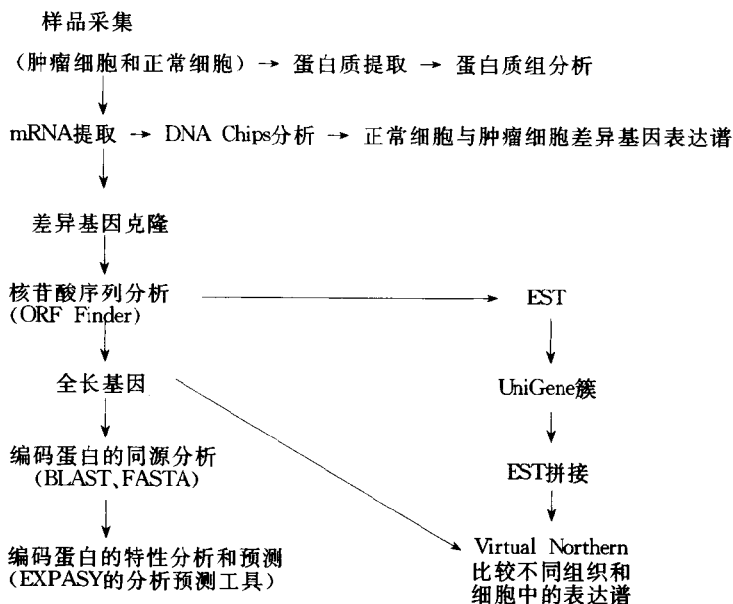 样品采集
（肿瘤细胞和正常细胞） → 蛋白质提取 → 蛋白质组分析
mRNA提取 → DNA Chips分析 → 正常细胞与肿瘤细胞差异基因表达谱
差异基因克隆
核苷酸序列分析
(ORF Finder)
EST
全长基因
UniGene簇
编码蛋白的同源分析
(BLAST、FASTA)
EST拼接
编码蛋白的特性分析和预测
(EXPASY的分析预测工具)
Virtual Northern
比较不同组织和
细胞中的表达谱